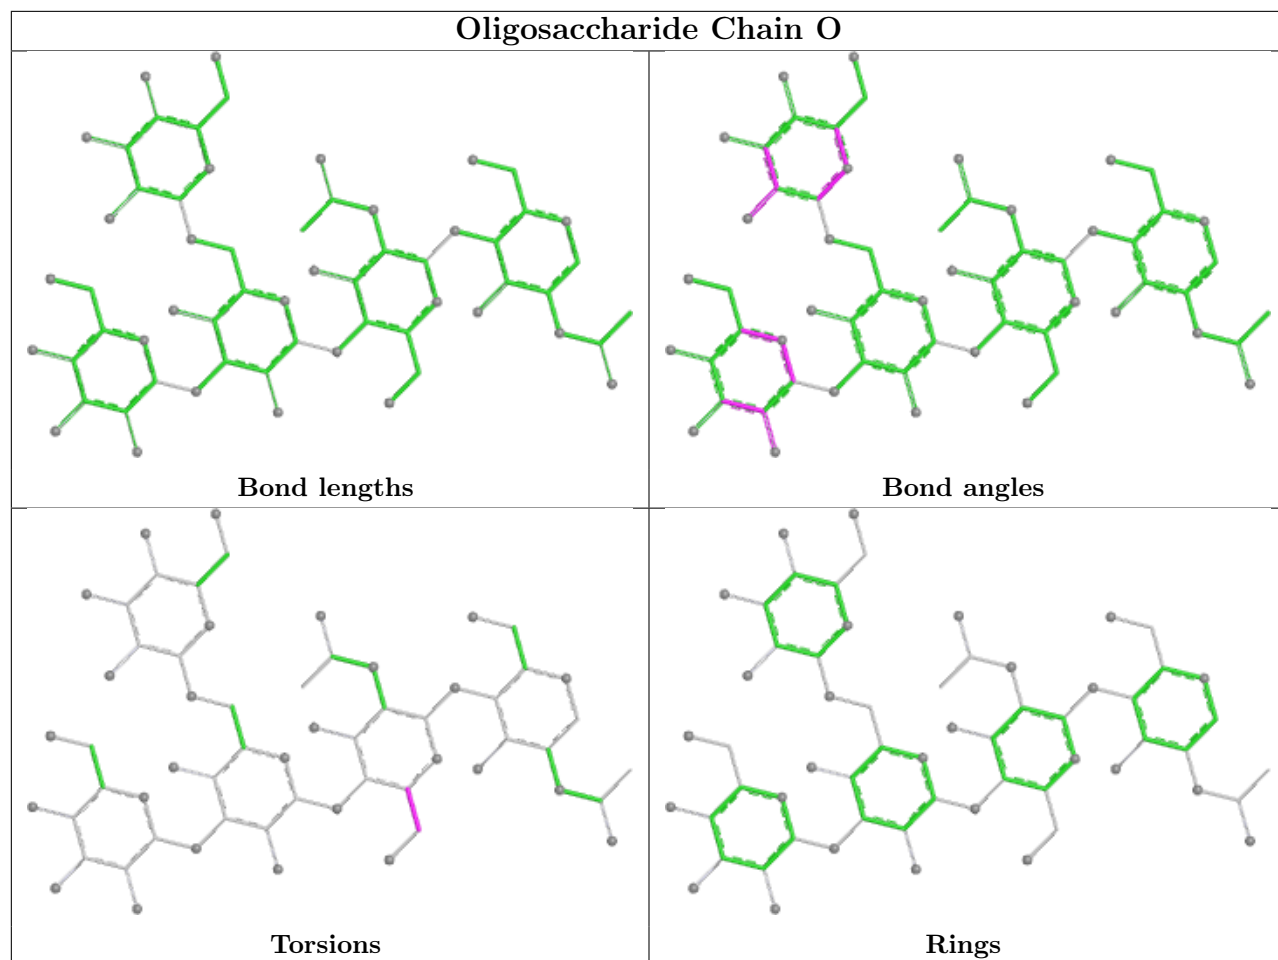 Oligosaccharide Chain O
Bond lengths
Bond angles
Torsions
Rings